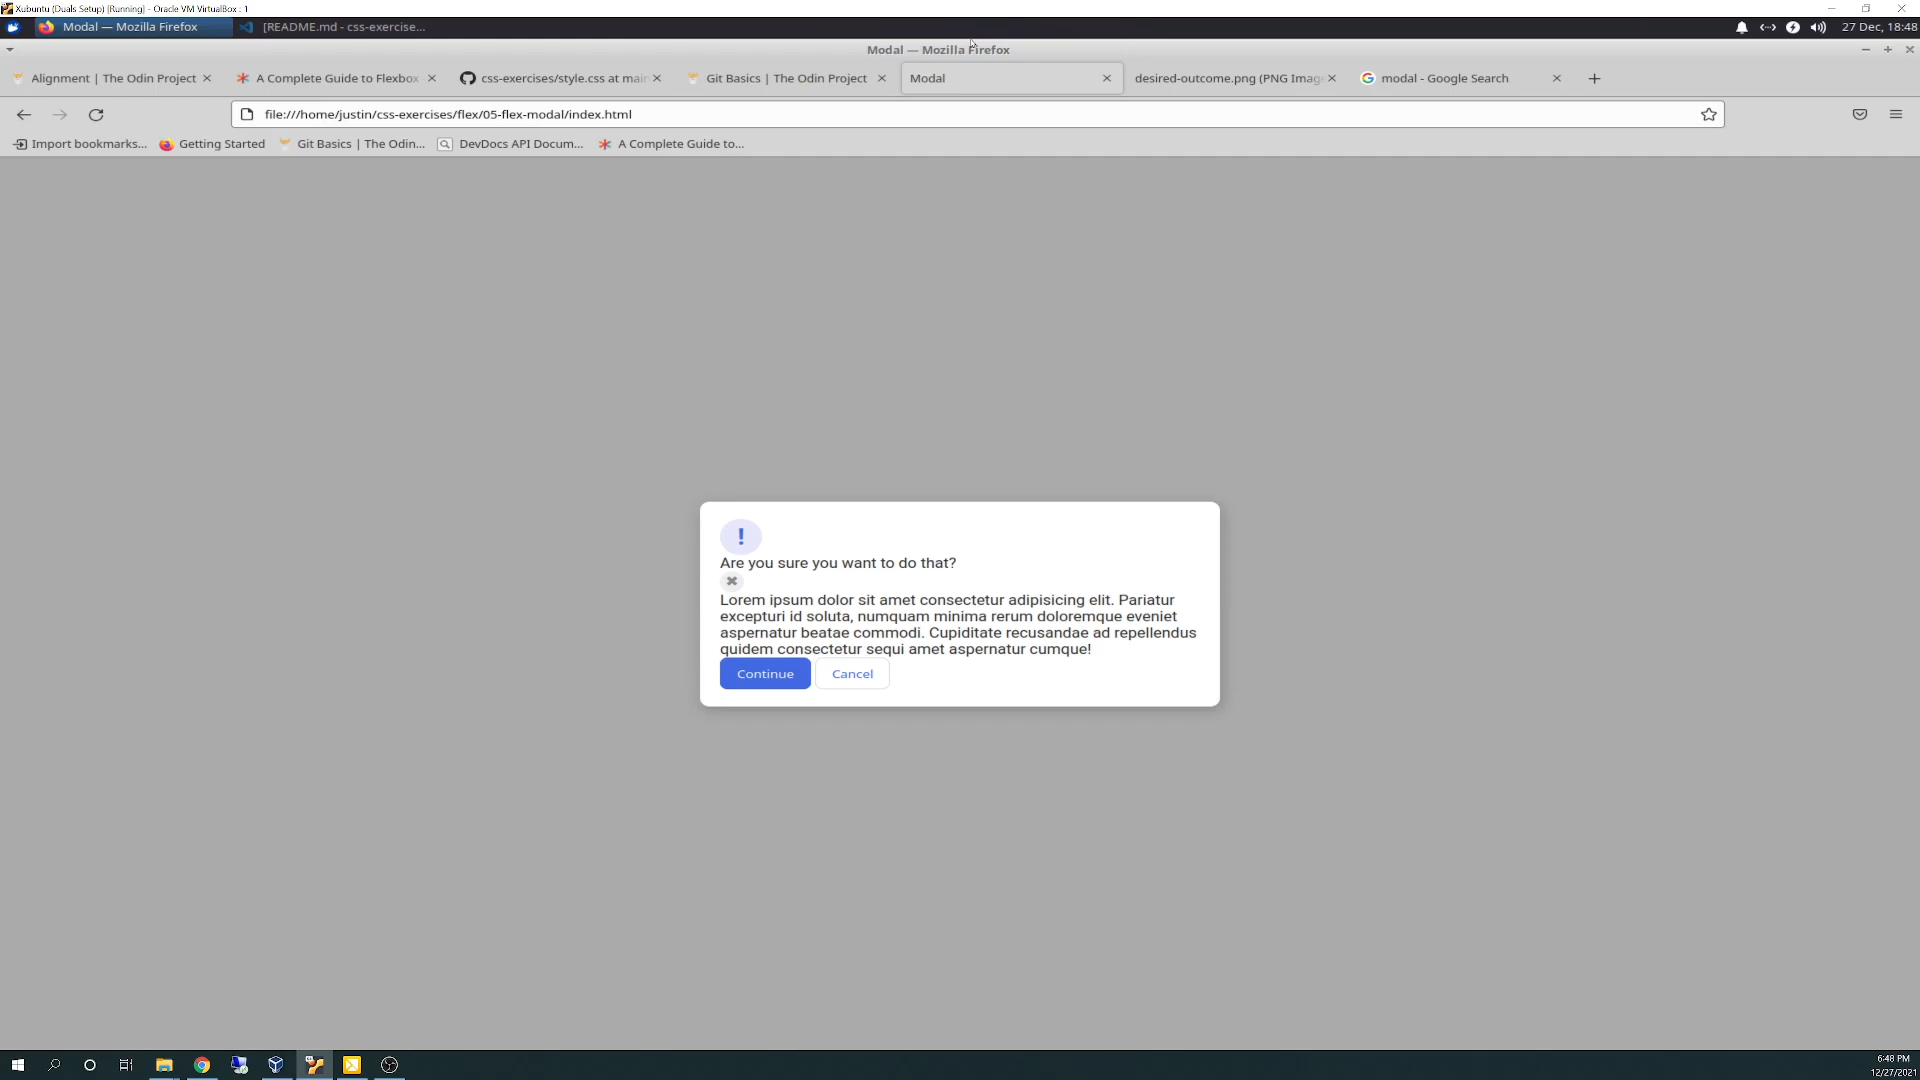 Xubuntu (Duals Setup) [Running] - Oracle VM VirtualBox : 1
Modal — Mozilla Firefox
[README.md - css-exercise...
27 Dec, 18:48
Modal — Mozilla Firefox
Alignment | The Odin Project
A Complete Guide to Flexbox
css-exercises/style.css at main
Git Basics | The Odin Project
Modal
desired-outcome.png (PNG Imag
modal - Google Search
file:///home/justin/css-exercises/flex/05-flex-modal/index.html
Import bookmarks...
Getting Started
Git Basics | The Odin...
DevDocs API Docum...
A Complete Guide to...
!
Are you sure you want to do that?
✖
Lorem ipsum dolor sit amet consectetur adipisicing elit. Pariatur
excepturi id soluta, numquam minima rerum doloremque eveniet
aspernatur beatae commodi. Cupiditate recusandae ad repellendus
quidem consectetur sequi amet aspernatur cumque!
Continue
Cancel
6:48 PM
12/27/2021